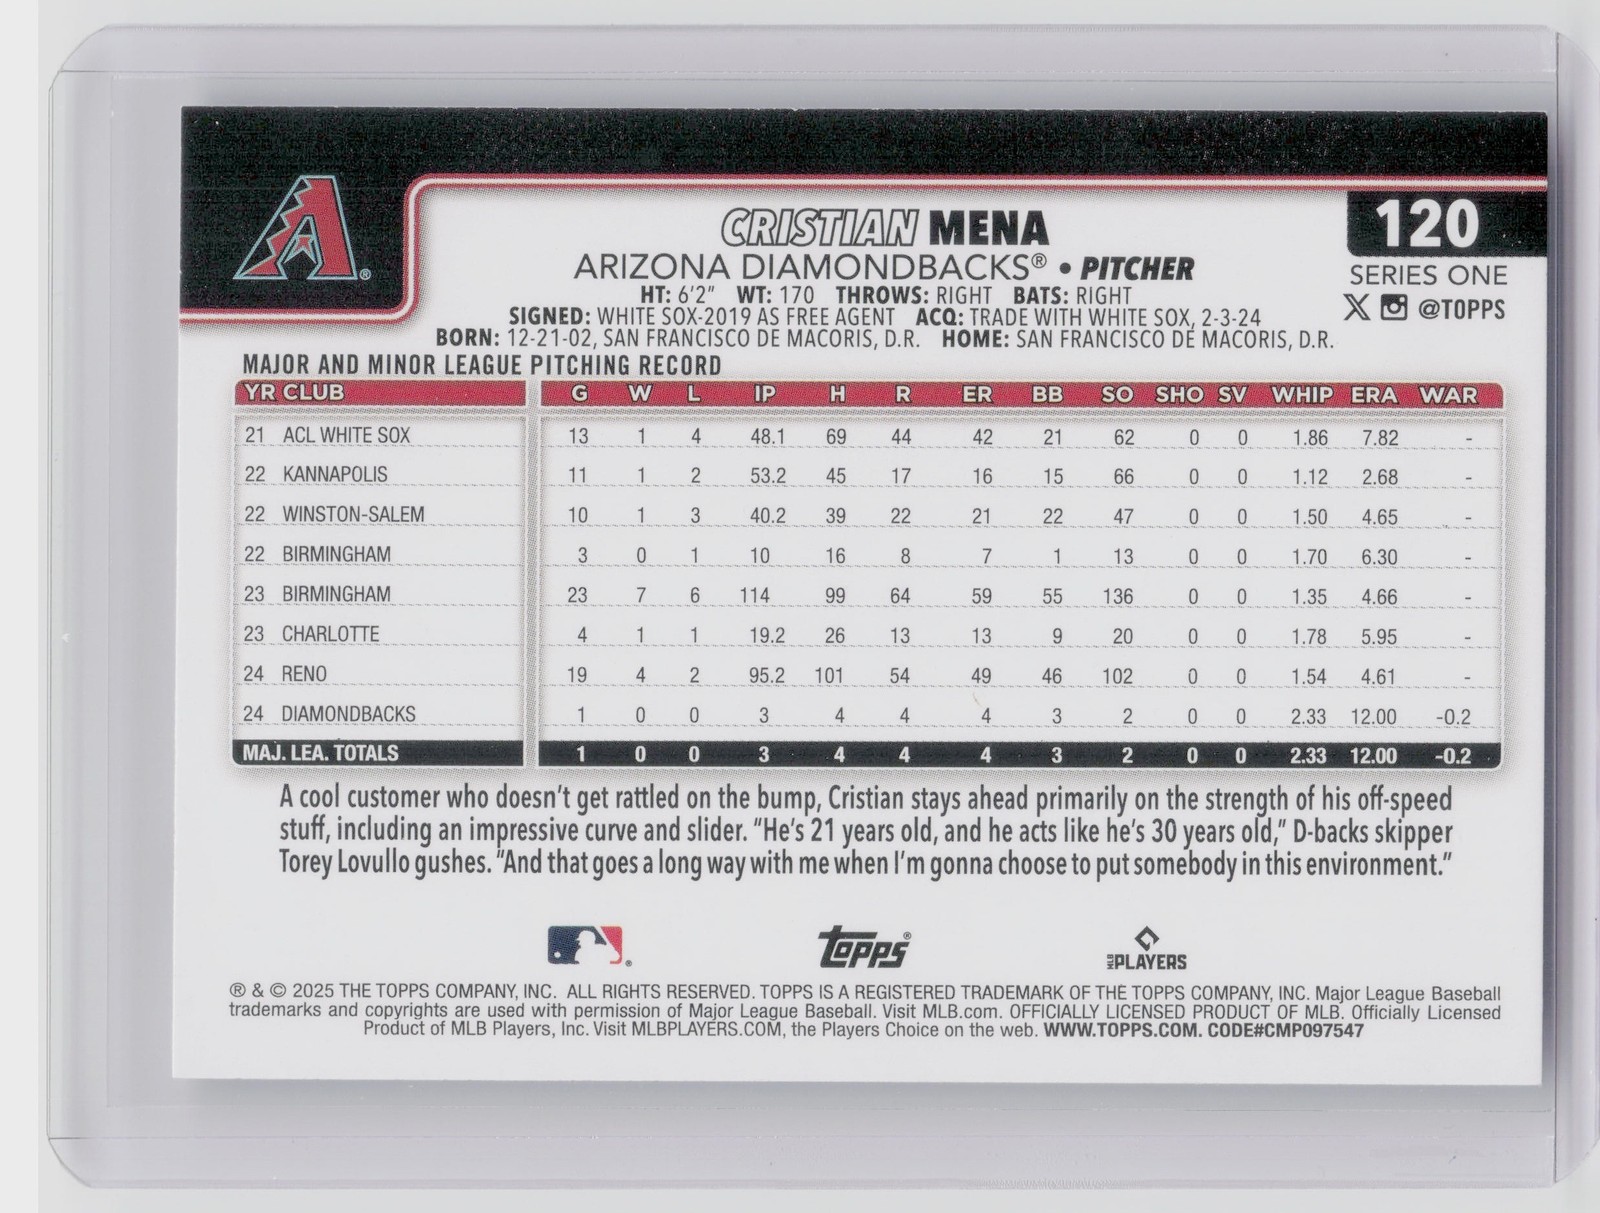 CRISTIAN MENA
120
ARIZONA DIAMONDBACKS® • PITCHER
SERIES ONE
HT: 6'2" WT: 170 THROWS: RIGHT BATS: RIGHT
@TOPPS
SIGNED: WHITE SOX-2019 AS FREE AGENT ACQ: TRADE WITH WHITE SOX, 2-3-24
BORN: 12-21-02, SAN FRANCISCO DE MACORIS, D.R. HOME: SAN FRANCISCO DE MACORIS, D.R.
MAJOR AND MINOR LEAGUE PITCHING RECORD
YR CLUB G W L IP H R ER BB SO SHO SV WHIP ERA WAR
21 ACL WHITE SOX 13 1 4 48.1 69 44 42 21 62 0 0 1.86 7.82 -
22 KANNAPOLIS 11 1 2 53.2 45 17 16 15 66 0 0 1.12 2.68 -
22 WINSTON-SALEM 10 1 3 40.2 39 22 21 22 47 0 0 1.50 4.65 -
22 BIRMINGHAM 3 0 1 10 16 8 7 1 13 0 0 1.70 6.30 -
23 BIRMINGHAM 23 7 6 114 99 64 59 55 136 0 0 1.35 4.66 -
23 CHARLOTTE 4 1 1 19.2 26 13 13 9 20 0 0 1.78 5.95 -
24 RENO 19 4 2 95.2 101 54 49 46 102 0 0 1.54 4.61 -
24 DIAMONDBACKS 1 0 0 3 4 4 4 3 2 0 0 2.33 12.00 -0.2
MAJ. LEA. TOTALS 1 0 0 3 4 4 4 3 2 0 0 2.33 12.00 -0.2
A cool customer who doesn't get rattled on the bump, Cristian stays ahead primarily on the strength of his off-speed
stuff, including an impressive curve and slider. "He's 21 years old, and he acts like he's 30 years old," D-backs skipper
Torey Lovullo gushes. "And that goes a long way with me when I'm gonna choose to put somebody in this environment."
Topps®
MLB PLAYERS
® & © 2025 THE TOPPS COMPANY, INC. ALL RIGHTS RESERVED. TOPPS IS A REGISTERED TRADEMARK OF THE TOPPS COMPANY, INC. Major League Baseball
trademarks and copyrights are used with permission of Major League Baseball. Visit MLB.com. OFFICIALLY LICENSED PRODUCT OF MLB. Officially Licensed
Product of MLB Players, Inc. Visit MLBPLAYERS.COM, the Players Choice on the web. WWW.TOPPS.COM. CODE#CMP097547